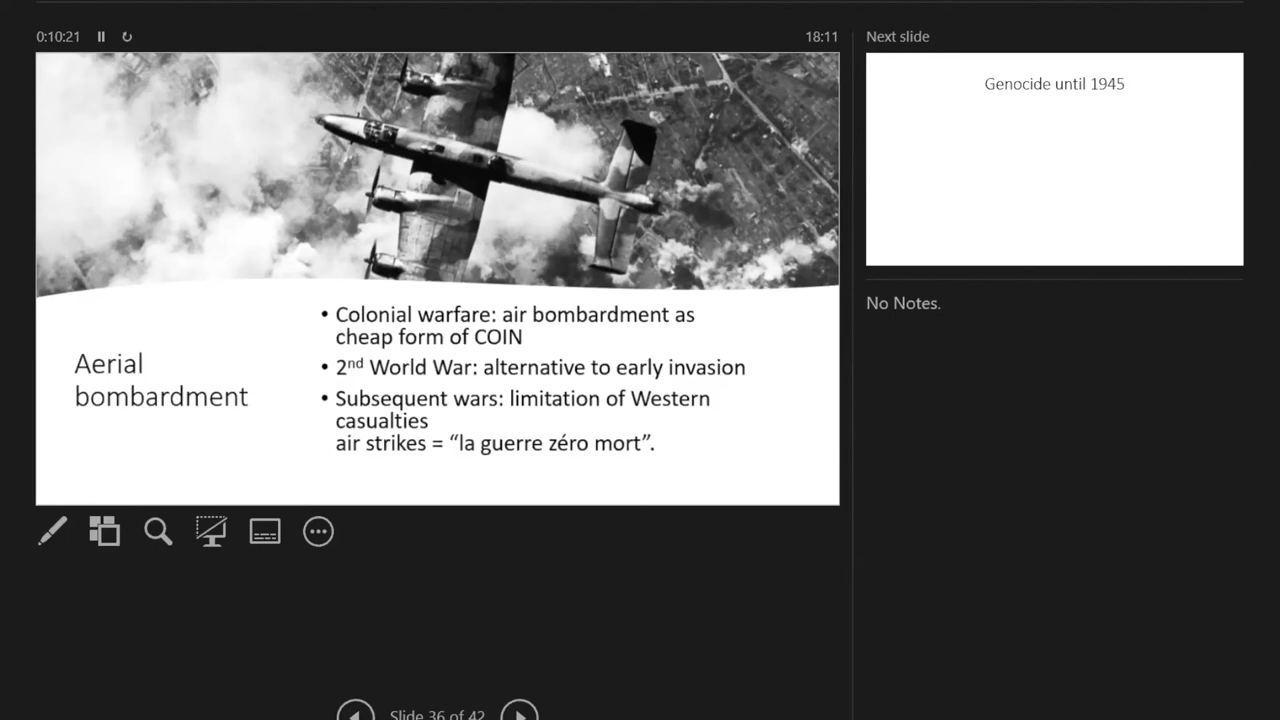 0:10:21
18:11
Next slide
Genocide until 1945
No Notes.
Aerial
bombardment
• Colonial warfare: air bombardment as
cheap form of COIN
• 2nd World War: alternative to early invasion
• Subsequent wars: limitation of Western
casualties
air strikes = “la guerre zéro mort”.
Slide 36 of 42